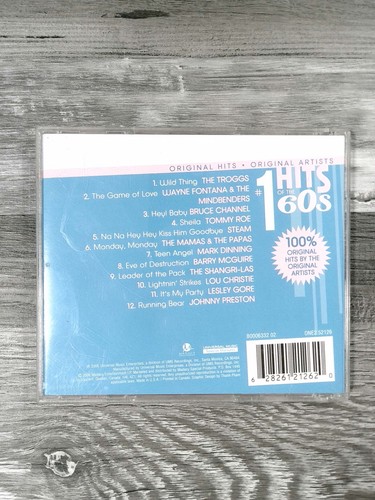 ORIGINAL HITS • ORIGINAL ARTISTS
#1 HITS
OF THE
60s
1. Wild Thing THE TROGGS
2. The Game of Love WAYNE FONTANA & THE
MINDBENDERS
3. Hey! Baby BRUCE CHANNEL
4. Sheila TOMMY ROE
5. Na Na Hey Hey Kiss Him Goodbye STEAM
6. Monday, Monday THE MAMAS & THE PAPAS
7. Teen Angel MARK DINNING
8. Eve of Destruction BARRY McGUIRE
9. Leader of the Pack THE SHANGRI-LAS
10. Lightnin' Strikes LOU CHRISTIE
11. It's My Party LESLEY GORE
12. Running Bear JOHNNY PRESTON
100%
ORIGINAL
HITS BY THE
ORIGINAL
ARTISTS
6 28261 21262 0